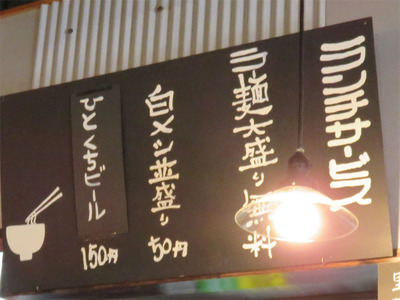 ランチサービス
ラー麺大盛り無料
白メシ並盛り 50円
ひとくちビール 150円